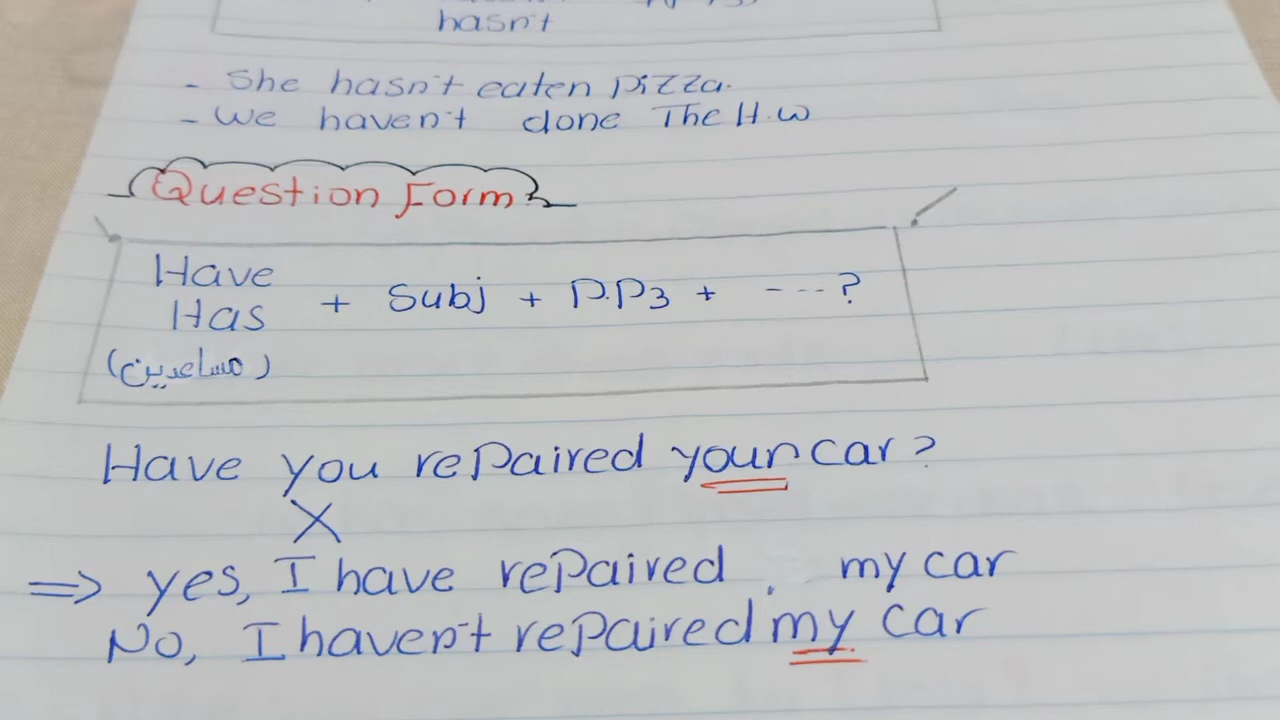 hasn't
- She hasn't eaten pizza.
- We haven't done The H.w
Question Form
Have
Has + Subj + P.P3 + ---?
(مساعدين)
Have you repaired your car?
X
⇒ yes, I have repaired. my car
No, I haven't repaired my car